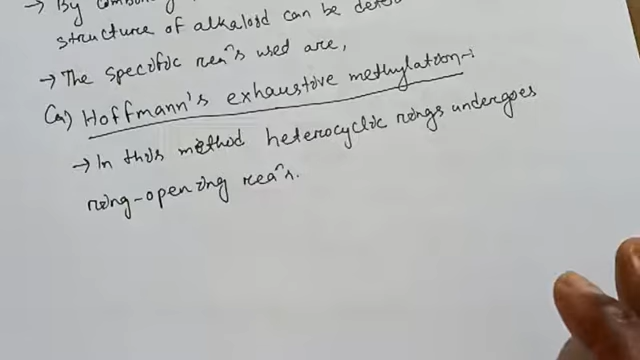 → By
structure of alkaloid can be
→ The specific rea^ns used are,
(a) Hoffmann's exhaustive methylation-:
→ In this method heterocyclic rings undergoes
ring-opening rea^ns.